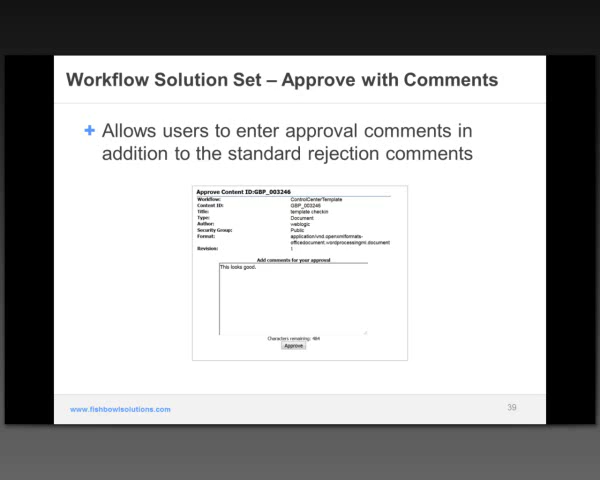 Workflow Solution Set – Approve with Comments
+ Allows users to enter approval comments in
addition to the standard rejection comments
Approve Content ID:GBP_003246
Workflow: ControlCenterTemplate
Content ID: GBP_003246
Title: template checkin
Type: Document
Author: weblogic
Security Group: Public
Format: application/vnd.openxmlformats-
officedocument.wordprocessingml.document
Revision: 1
Add comments for your approval
This looks good.
Characters remaining: 484
Approve
www.fishbowlsolutions.com
39